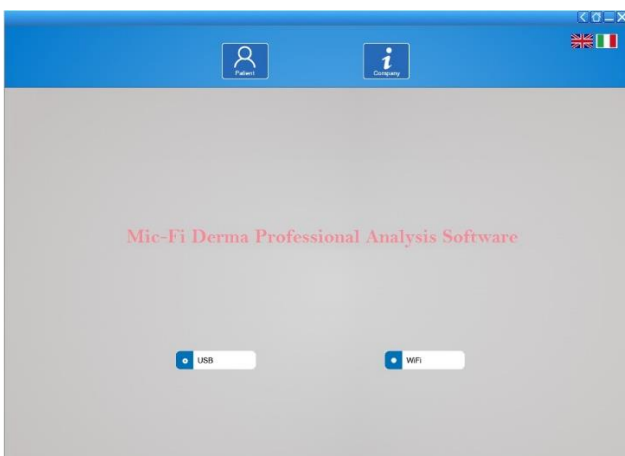 Patient
Company
Mic-Fi Derma Professional Analysis Software
USB
WiFi